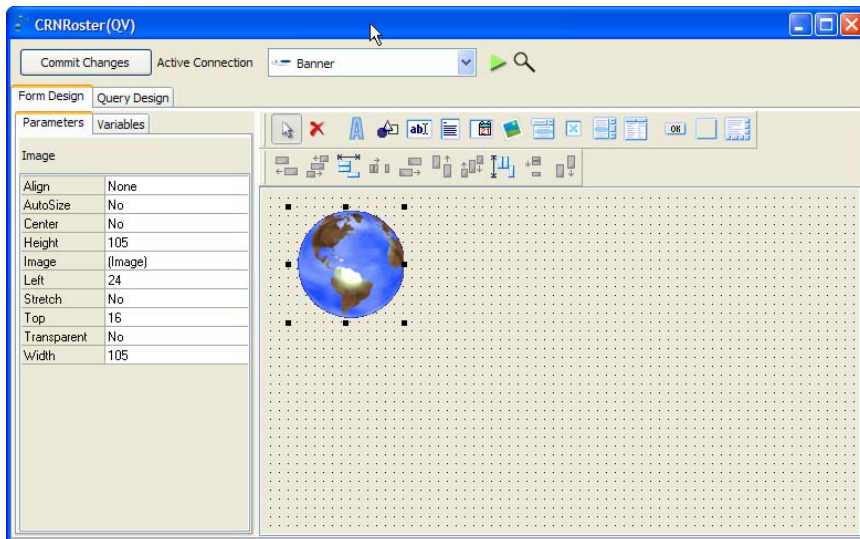 CRNRoster(QV)
Commit Changes Active Connection Banner
Form Design Query Design
Parameters Variables
abI OK
Image
Align None
AutoSize No
Center No
Height 105
Image (Image)
Left 24
Stretch No
Top 16
Transparent No
Width 105